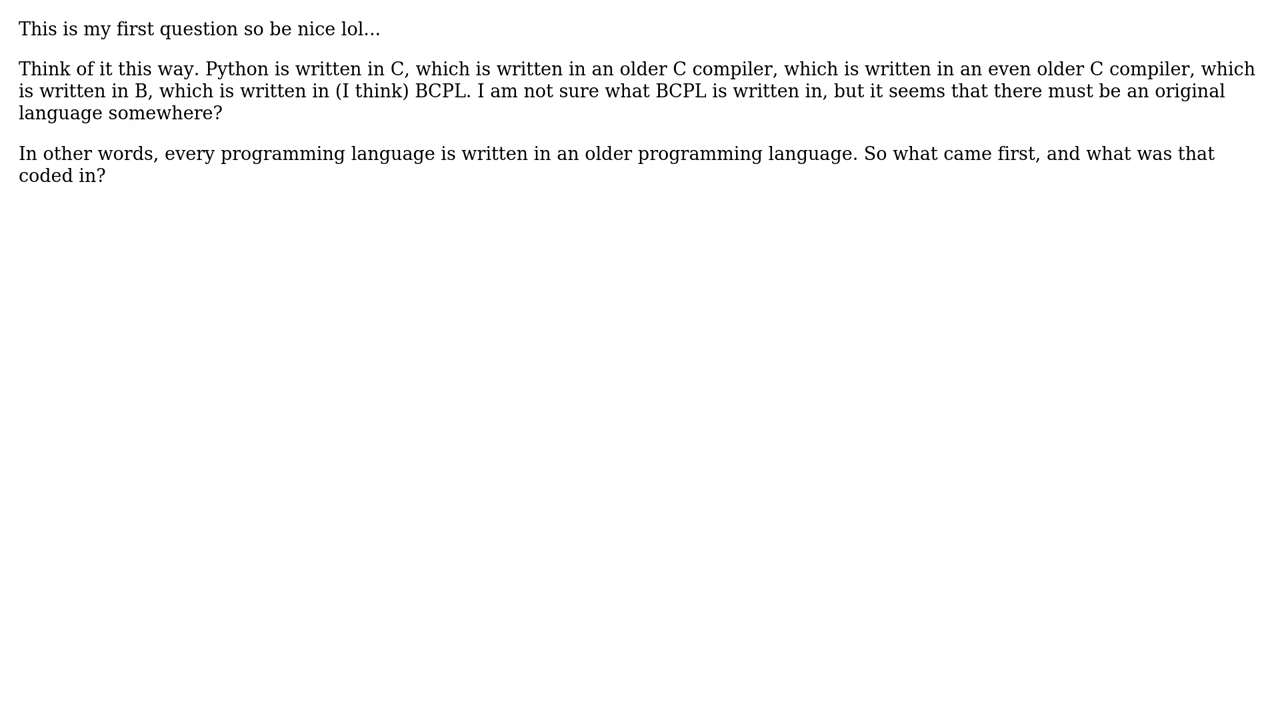 This is my first question so be nice lol...
Think of it this way. Python is written in C, which is written in an older C compiler, which is written in an even older C compiler, which
is written in B, which is written in (I think) BCPL. I am not sure what BCPL is written in, but it seems that there must be an original
language somewhere?
In other words, every programming language is written in an older programming language. So what came first, and what was that
coded in?